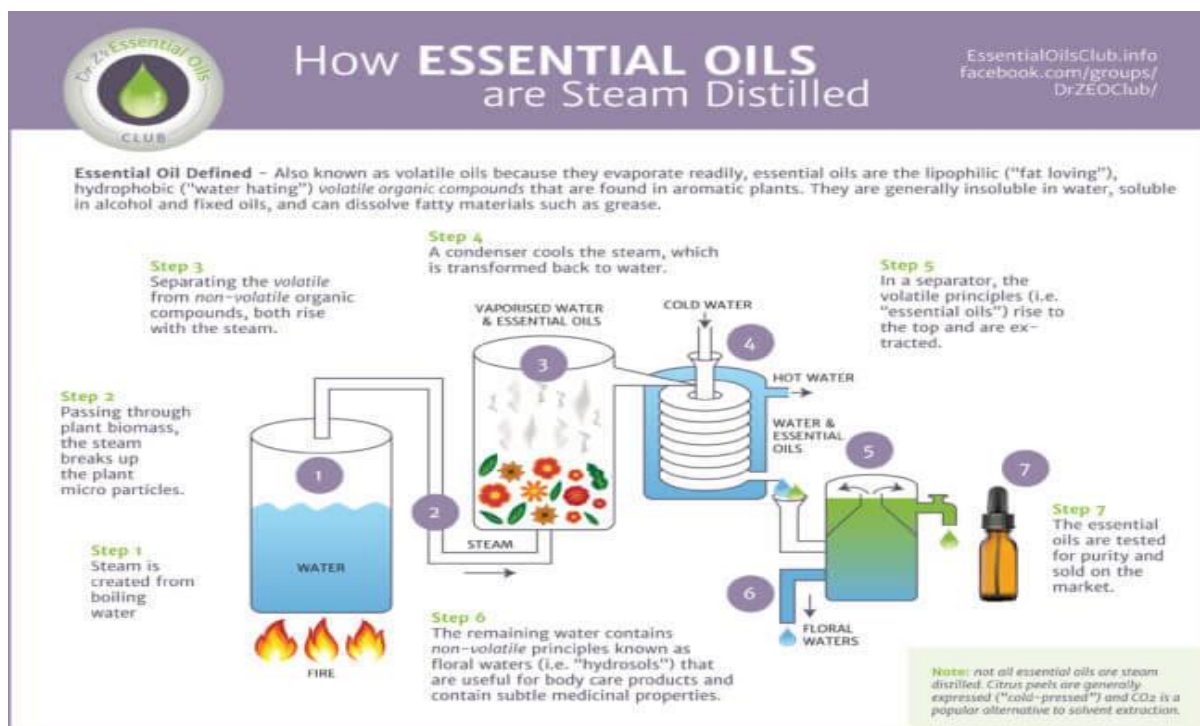 Dr Z's Essential Oils
CLUB
How ESSENTIAL OILS
are Steam Distilled
EssentialOilsClub.info
facebook.com/groups/
DrZEOClub/
Essential Oil Defined – Also known as volatile oils because they evaporate readily, essential oils are the lipophilic ("fat loving"),
hydrophobic ("water hating") volatile organic compounds that are found in aromatic plants. They are generally insoluble in water, soluble
in alcohol and fixed oils, and can dissolve fatty materials such as grease.
Step 1
Steam is
created from
boiling
water
Step 2
Passing through
plant biomass,
the steam
breaks up
the plant
micro particles.
Step 3
Separating the volatile
from non-volatile organic
compounds, both rise
with the steam.
Step 4
A condenser cools the steam, which
is transformed back to water.
Step 5
In a separator, the
volatile principles (i.e.
"essential oils") rise to
the top and are ex-
tracted.
Step 6
The remaining water contains
non-volatile principles known as
floral waters (i.e. "hydrosols") that
are useful for body care products and
contain subtle medicinal properties.
Step 7
The essential
oils are tested
for purity and
sold on the
market.
1
WATER
FIRE
2
STEAM
VAPORISED WATER
& ESSENTIAL OILS
3
COLD WATER
4
HOT WATER
WATER &
ESSENTIAL
OILS
5
6
FLORAL
WATERS
7
Note: not all essential oils are steam
distilled. Citrus peels are generally
expressed ("cold-pressed") and CO2 is a
popular alternative to solvent extraction.